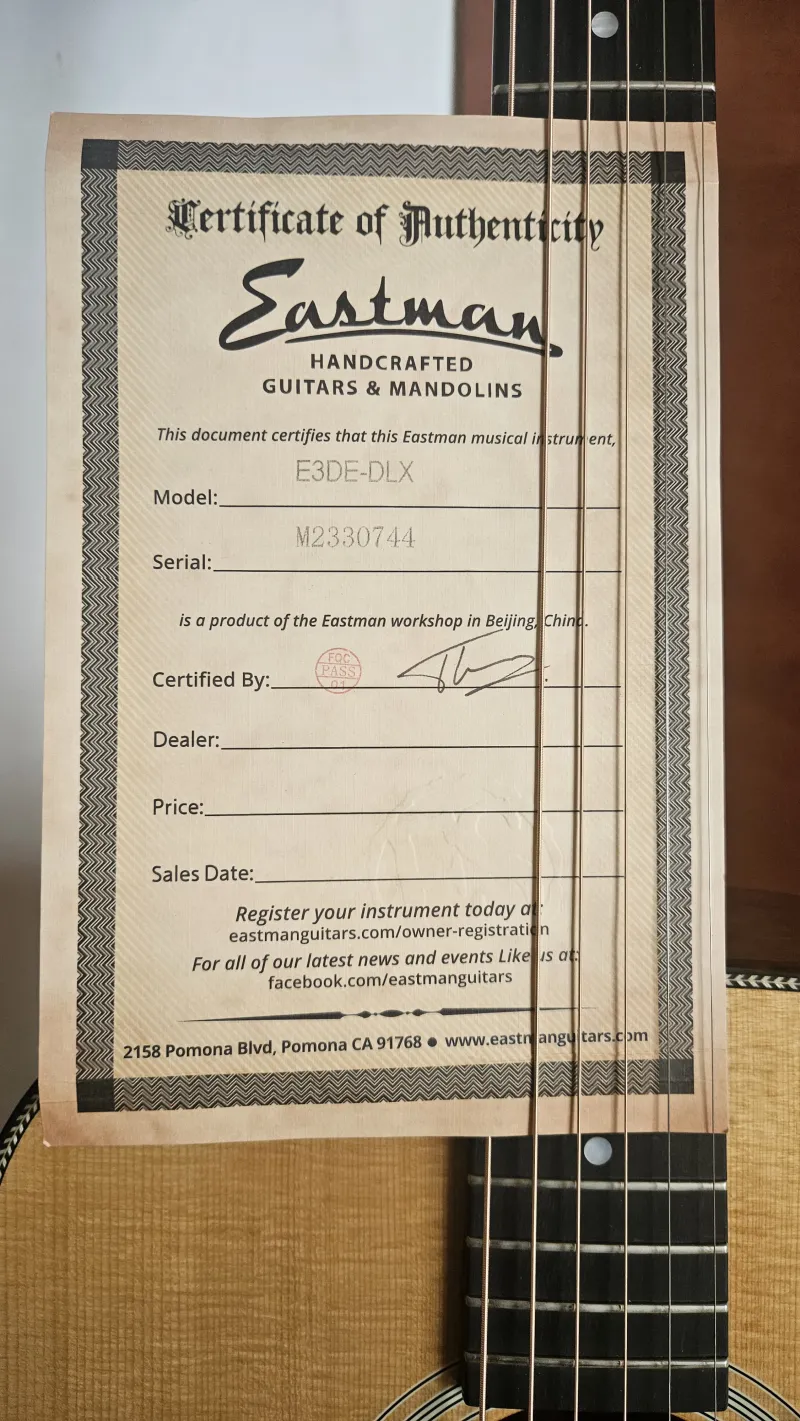 Certificate of Authenticity
Eastman
HANDCRAFTED
GUITARS & MANDOLINS
This document certifies that this Eastman musical instrument,
E3DE-DLX
Model:
M2330744
Serial:
is a product of the Eastman workshop in Beijing, China.
FQC
PASS
01
Certified By:
Dealer:
Price:
Sales Date:
Register your instrument today at:
eastmanguitars.com/owner-registration
For all of our latest news and events Like us at:
facebook.com/eastmanguitars
2158 Pomona Blvd, Pomona CA 91768 ● www.eastmanguitars.com